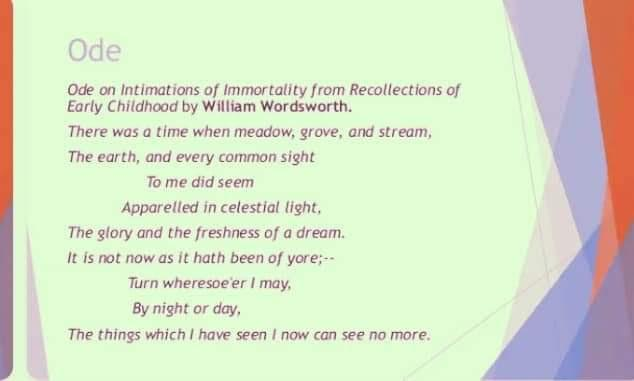 Ode
Ode on Intimations of Immortality from Recollections of
Early Childhood by William Wordsworth.
There was a time when meadow, grove, and stream,
The earth, and every common sight
To me did seem
Apparelled in celestial light,
The glory and the freshness of a dream.
It is not now as it hath been of yore;--
Turn wheresoe'er I may,
By night or day,
The things which I have seen I now can see no more.